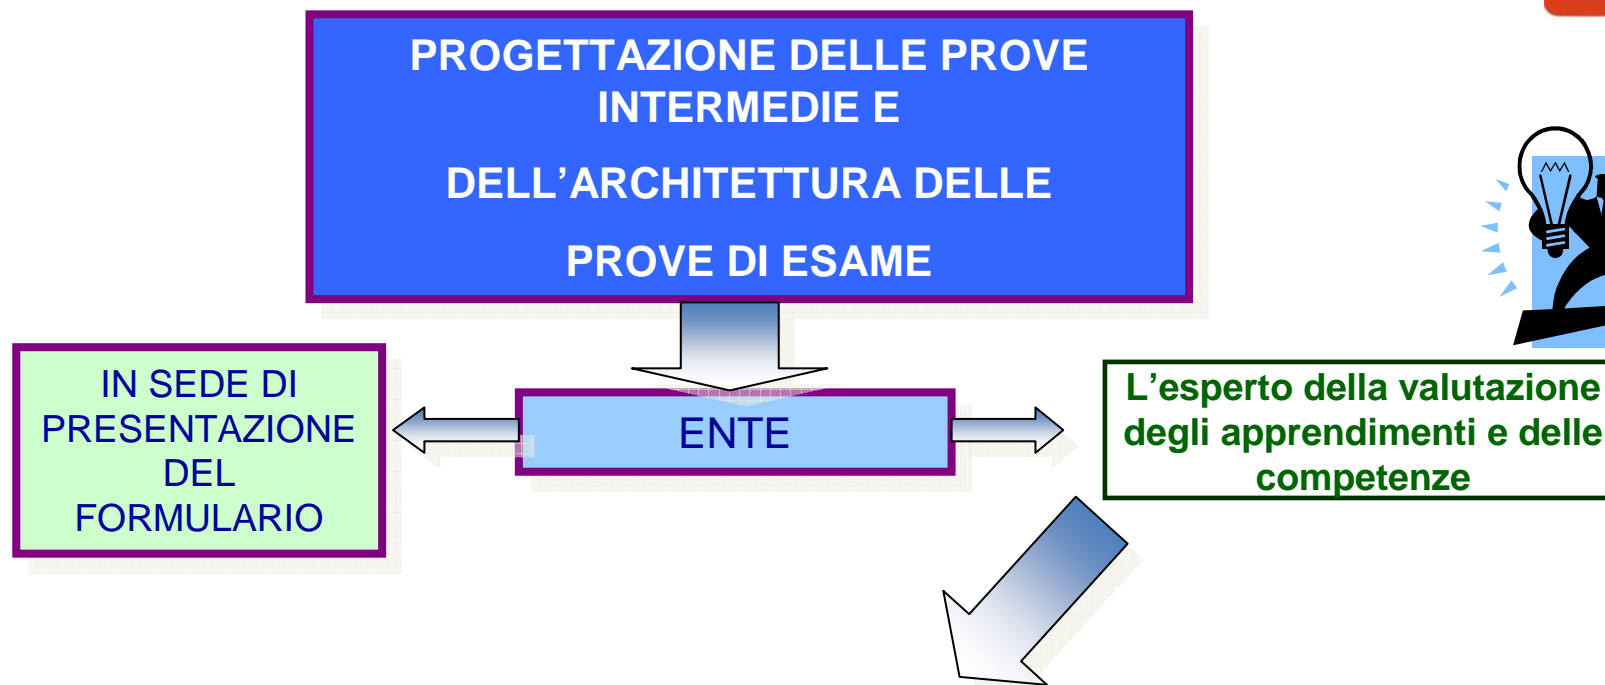 PROGETTAZIONE DELLE PROVE
INTERMEDIE E
DELL’ARCHITETTURA DELLE
PROVE DI ESAME
IN SEDE DI
PRESENTAZIONE
DEL
FORMULARIO
ENTE
L’esperto della valutazione
degli apprendimenti e delle
competenze